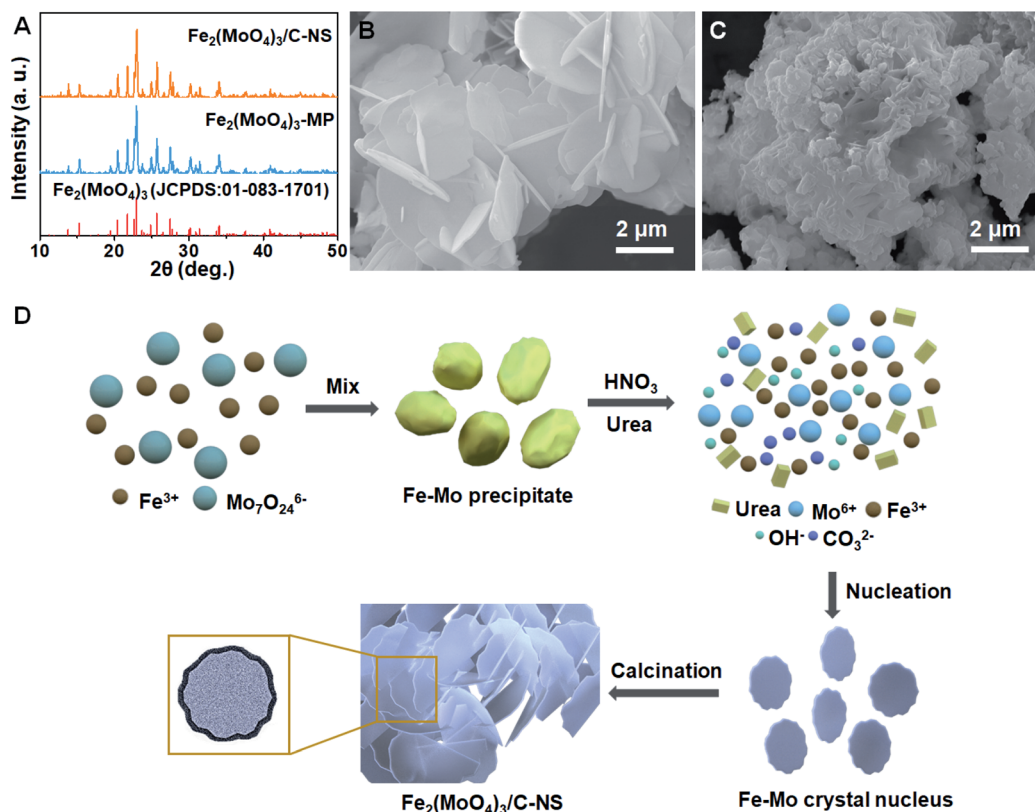 A
Fe₂(MoO₄)₃/C-NS
Fe₂(MoO₄)₃-MP
Fe₂(MoO₄)₃ (JCPDS:01-083-1701)
Intensity (a. u.)
10 20 30 40 50
2θ (deg.)
B
2 μm
C
2 μm
D
Mix
HNO₃
Urea
Fe³⁺ Mo₇O₂₄⁶⁻
Fe-Mo precipitate
Urea Mo⁶⁺ Fe³⁺
OH⁻ CO₃²⁻
Nucleation
Calcination
Fe₂(MoO₄)₃/C-NS
Fe-Mo crystal nucleus